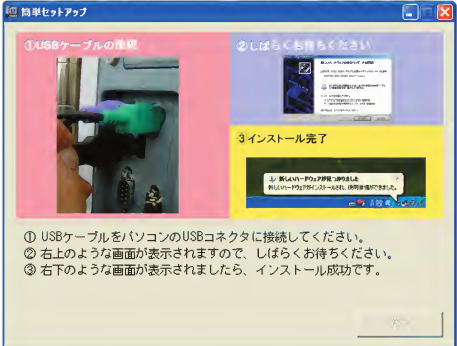 簡単セットアップ
①USBケーブルの接続
②しばらくお待ちください
3インストール完了
新しいハードウェアが見つかりました
新しいハードウェアがインストールされ、使用準備ができました。
① USBケーブルをパソコンのUSBコネクタに接続してください。
② 右上のような画面が表示されますので、しばらくお待ちください。
③ 右下のような画面が表示されましたら、インストール成功です。